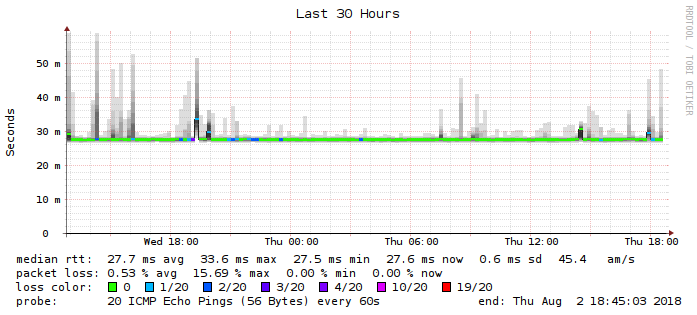 Last 30 Hours
RRDTOOL / TOBI OETIKER
Seconds
50 m
40 m
30 m
20 m
10 m
0
Wed 18:00 Thu 00:00 Thu 06:00 Thu 12:00 Thu 18:00
median rtt: 27.7 ms avg 33.6 ms max 27.5 ms min 27.6 ms now 0.6 ms sd 45.4 am/s
packet loss: 0.53 % avg 15.69 % max 0.00 % min 0.00 % now
loss color: 0 1/20 2/20 3/20 4/20 10/20 19/20
probe: 20 ICMP Echo Pings (56 Bytes) every 60s end: Thu Aug 2 18:45:03 2018